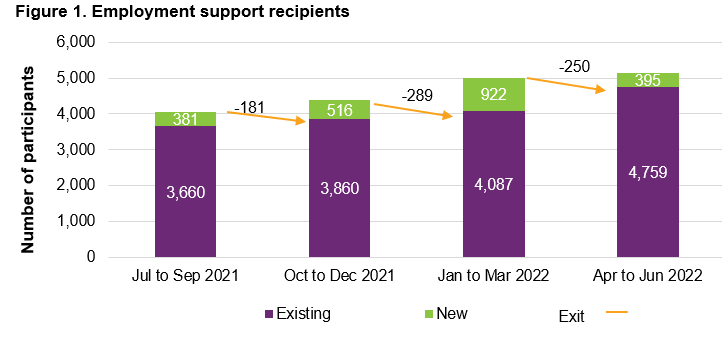 Figure 1. Employment support recipients
Number of participants
6,000
5,000
4,000
3,000
2,000
1,000
0
381
3,660
-181
516
3,860
-289
922
4,087
-250
395
4,759
Jul to Sep 2021
Oct to Dec 2021
Jan to Mar 2022
Apr to Jun 2022
Existing
New
Exit